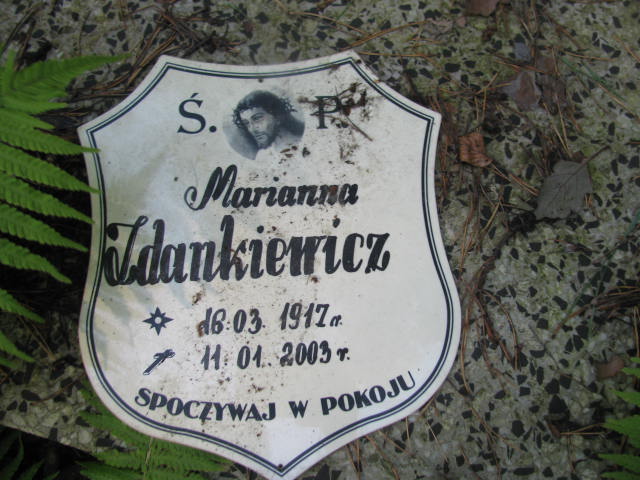 Ś. P.
Marianna
Zdankiewicz
16.03 1917 r.
11.01 2003 r.
SPOCZYWAJ W POKOJU